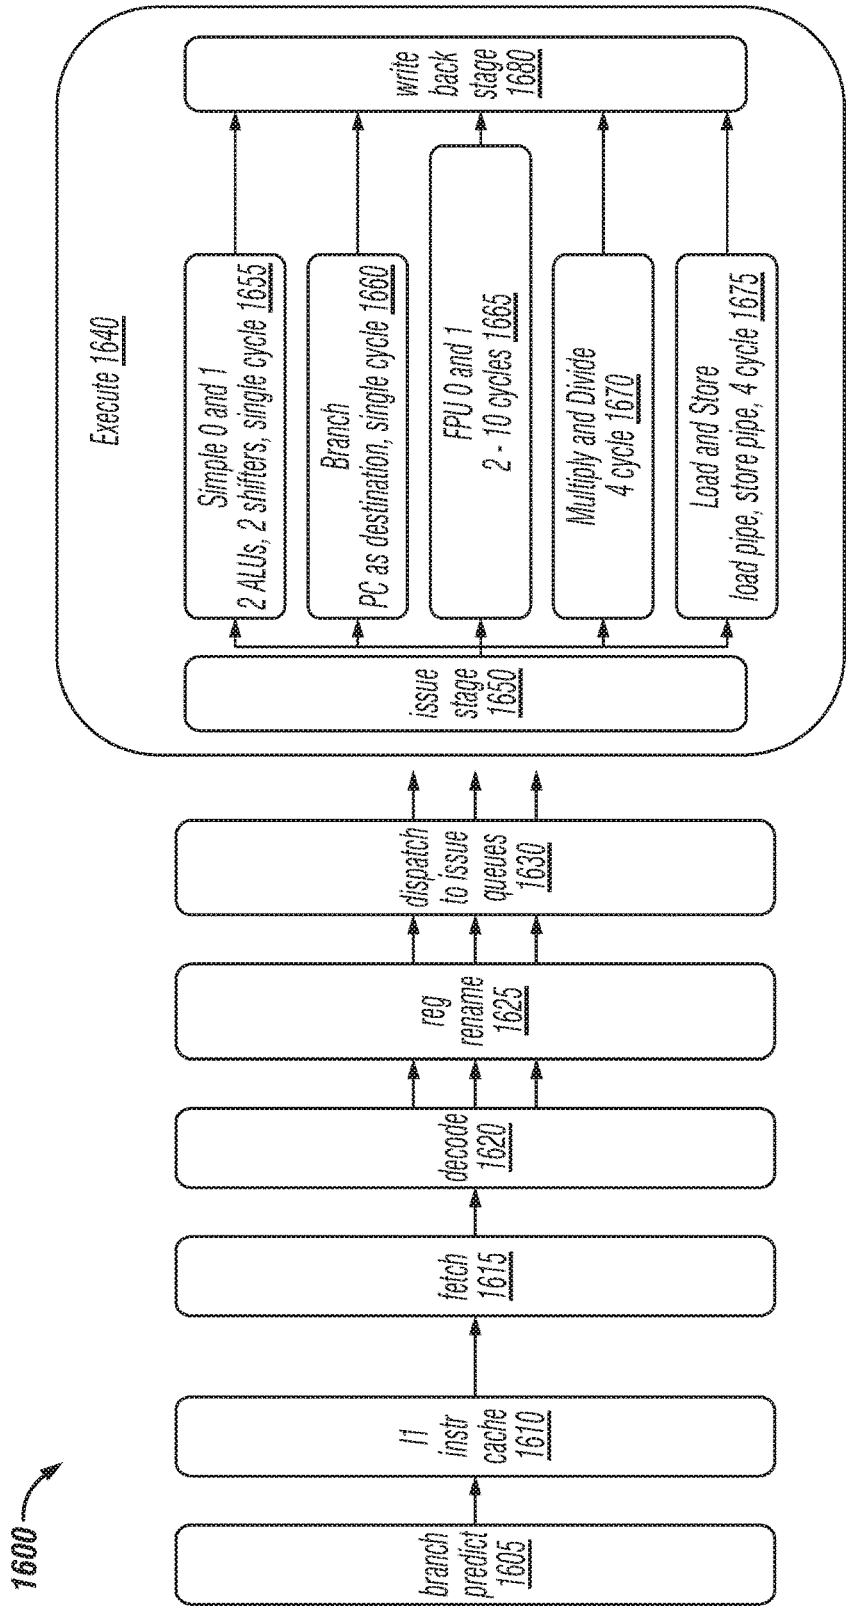 1600
branch
predict
1605
l1
instr
cache
1610
fetch
1615
decode
1620
reg
rename
1625
dispatch
to issue
queues
1630
Execute 1640
issue
stage
1650
Simple 0 and 1
2 ALUs, 2 shifters, single cycle 1655
Branch
PC as destination, single cycle 1660
FPU 0 and 1
2 - 10 cycles 1665
Multiply and Divide
4 cycle 1670
Load and Store
load pipe, store pipe, 4 cycle 1675
write
back
stage
1680